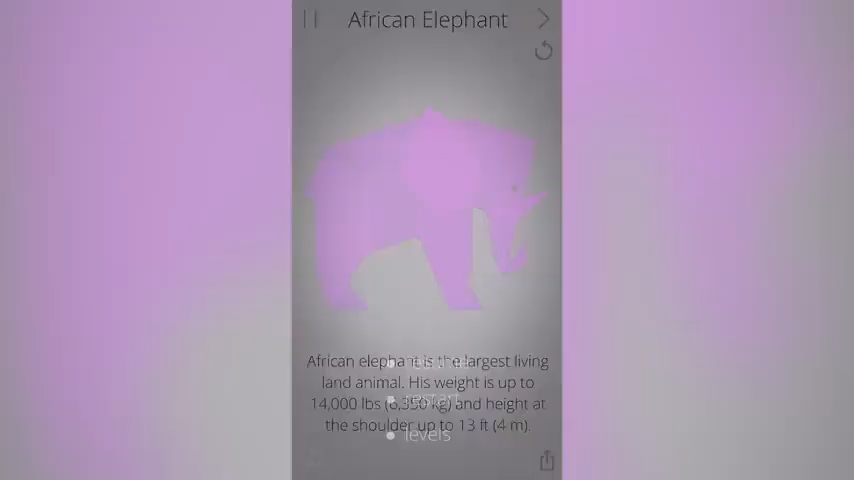 African Elephant
African elephant is the largest living
land animal. His weight is up to
14,000 lbs (6,350 kg) and height at
the shoulder up to 13 ft (4 m).
restart
levels